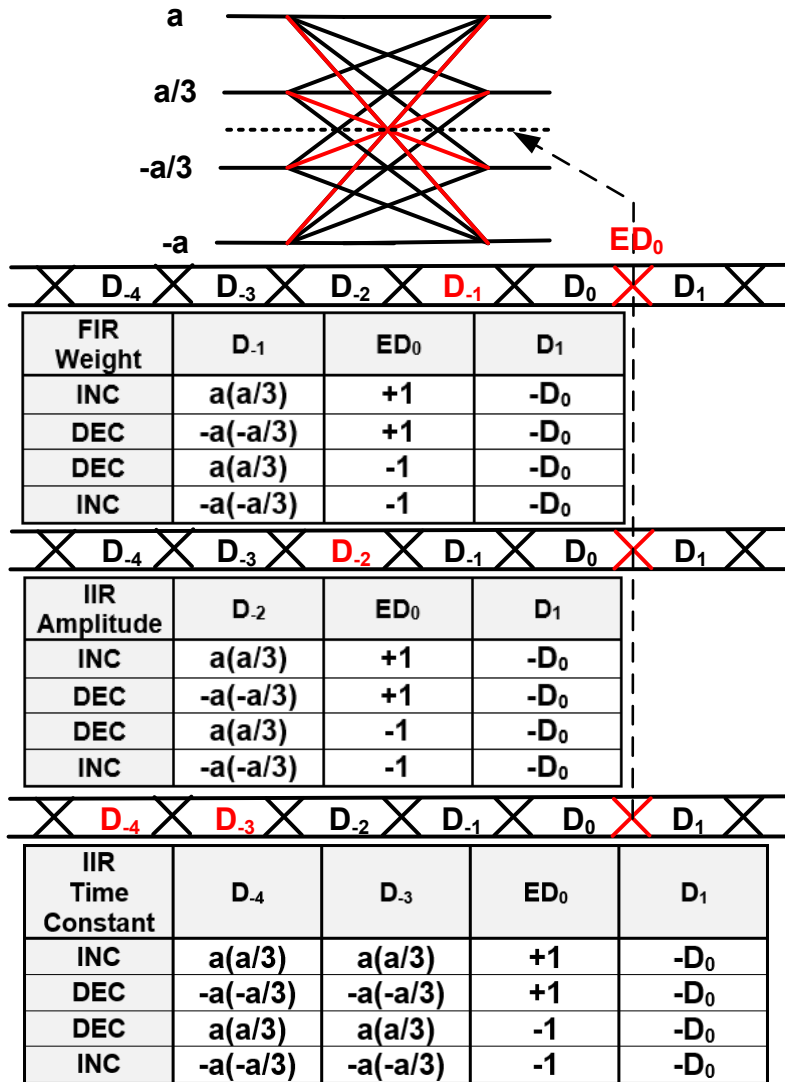 a
a/3
-a/3
-a
ED₀
D₋₄ D₋₃ D₋₂ D₋₁ D₀ D₁
FIR Weight D₋₁ ED₀ D₁
INC a(a/3) +1 -D₀
DEC -a(-a/3) +1 -D₀
DEC a(a/3) -1 -D₀
INC -a(-a/3) -1 -D₀
D₋₄ D₋₃ D₋₂ D₋₁ D₀ D₁
IIR Amplitude D₋₂ ED₀ D₁
INC a(a/3) +1 -D₀
DEC -a(-a/3) +1 -D₀
DEC a(a/3) -1 -D₀
INC -a(-a/3) -1 -D₀
D₋₄ D₋₃ D₋₂ D₋₁ D₀ D₁
IIR Time Constant D₋₄ D₋₃ ED₀ D₁
INC a(a/3) a(a/3) +1 -D₀
DEC -a(-a/3) -a(-a/3) +1 -D₀
DEC a(a/3) a(a/3) -1 -D₀
INC -a(-a/3) -a(-a/3) -1 -D₀